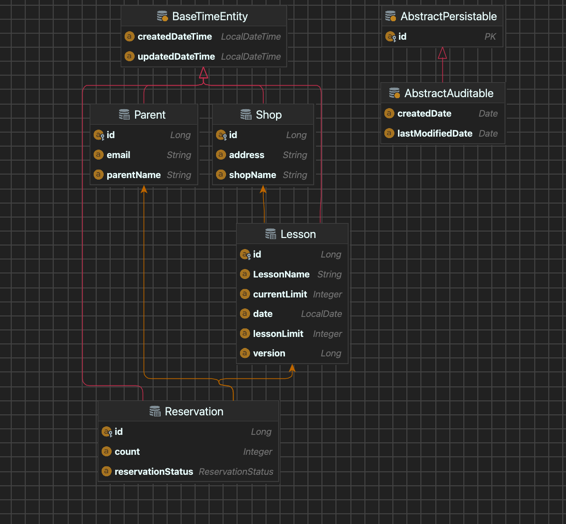 BaseTimeEntity
createdDateTime LocalDateTime
updatedDateTime LocalDateTime
AbstractPersistable
id PK
AbstractAuditable
createdDate Date
lastModifiedDate Date
Parent
id Long
email String
parentName String
Shop
id Long
address String
shopName String
Lesson
id Long
LessonName String
currentLimit Integer
date LocalDate
lessonLimit Integer
version Long
Reservation
id Long
count Integer
reservationStatus ReservationStatus